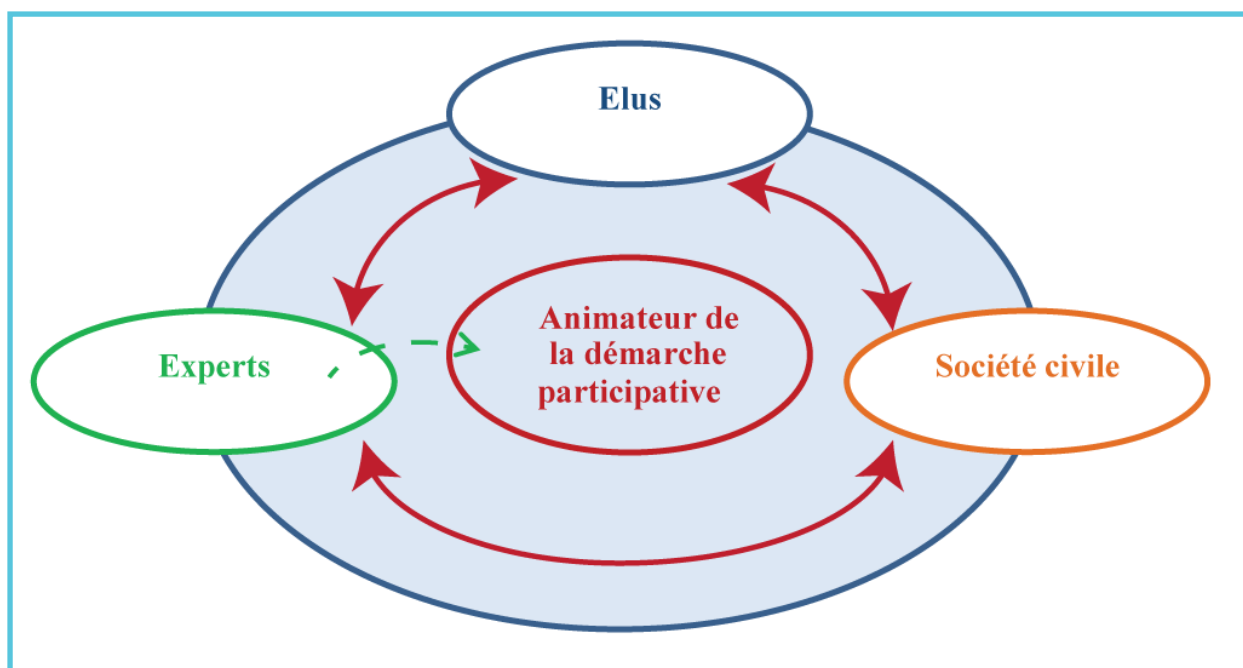 Elus
Animateur de
la démarche
participative
Experts
Société civile